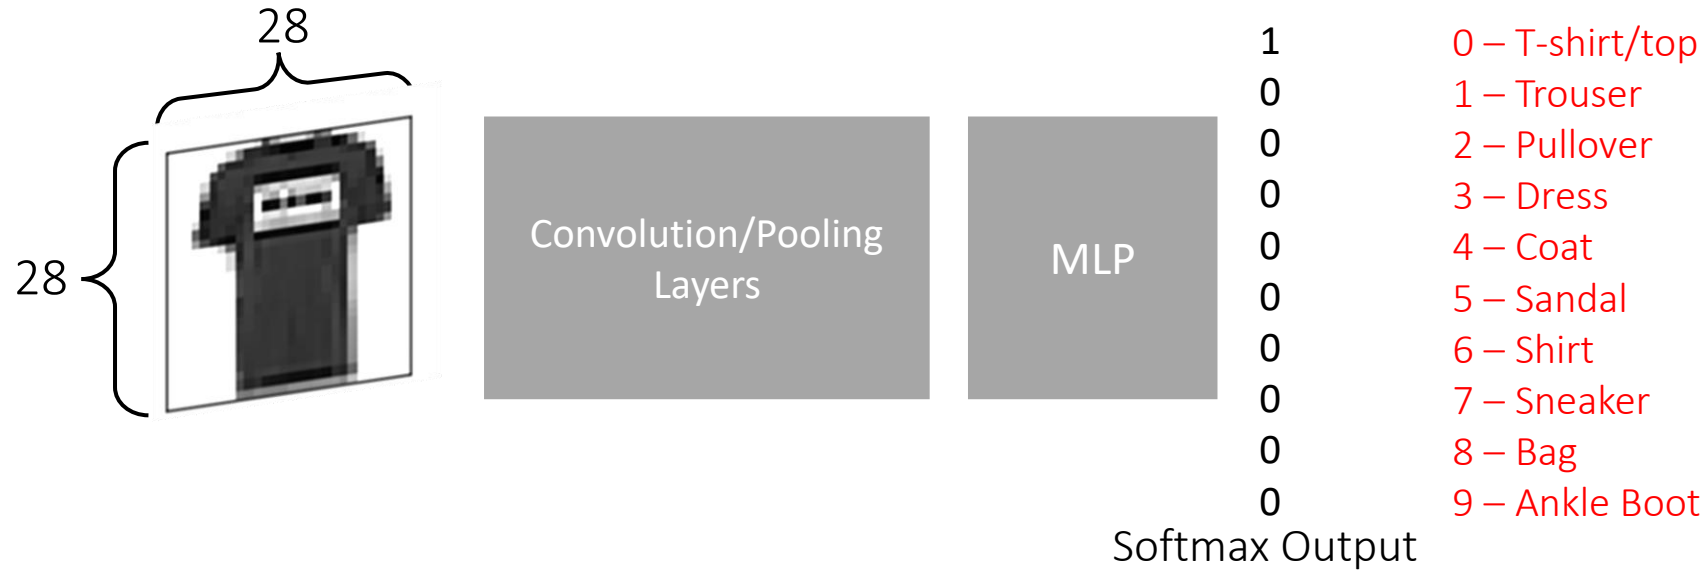 28
28
Convolution/Pooling
Layers
MLP
1
0
0
0
0
0
0
0
0
0
Softmax Output
0 – T-shirt/top
1 – Trouser
2 – Pullover
3 – Dress
4 – Coat
5 – Sandal
6 – Shirt
7 – Sneaker
8 – Bag
9 – Ankle Boot